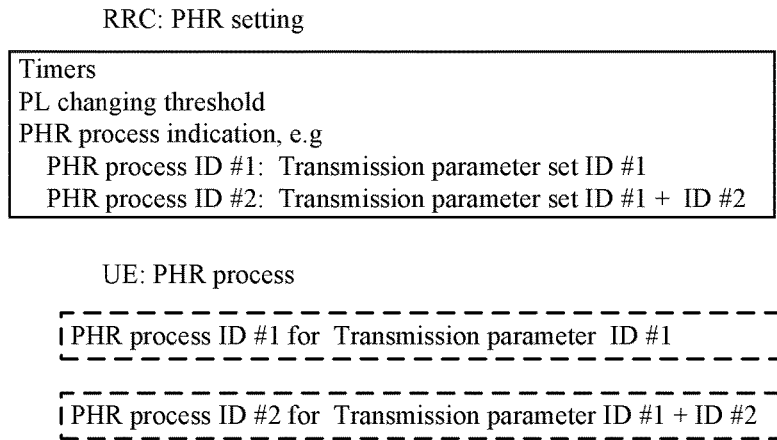 RRC: PHR setting
Timers
PL changing threshold
PHR process indication, e.g
PHR process ID #1: Transmission parameter set ID #1
PHR process ID #2: Transmission parameter set ID #1 + ID #2
UE: PHR process
PHR process ID #1 for Transmission parameter ID #1
PHR process ID #2 for Transmission parameter ID #1 + ID #2